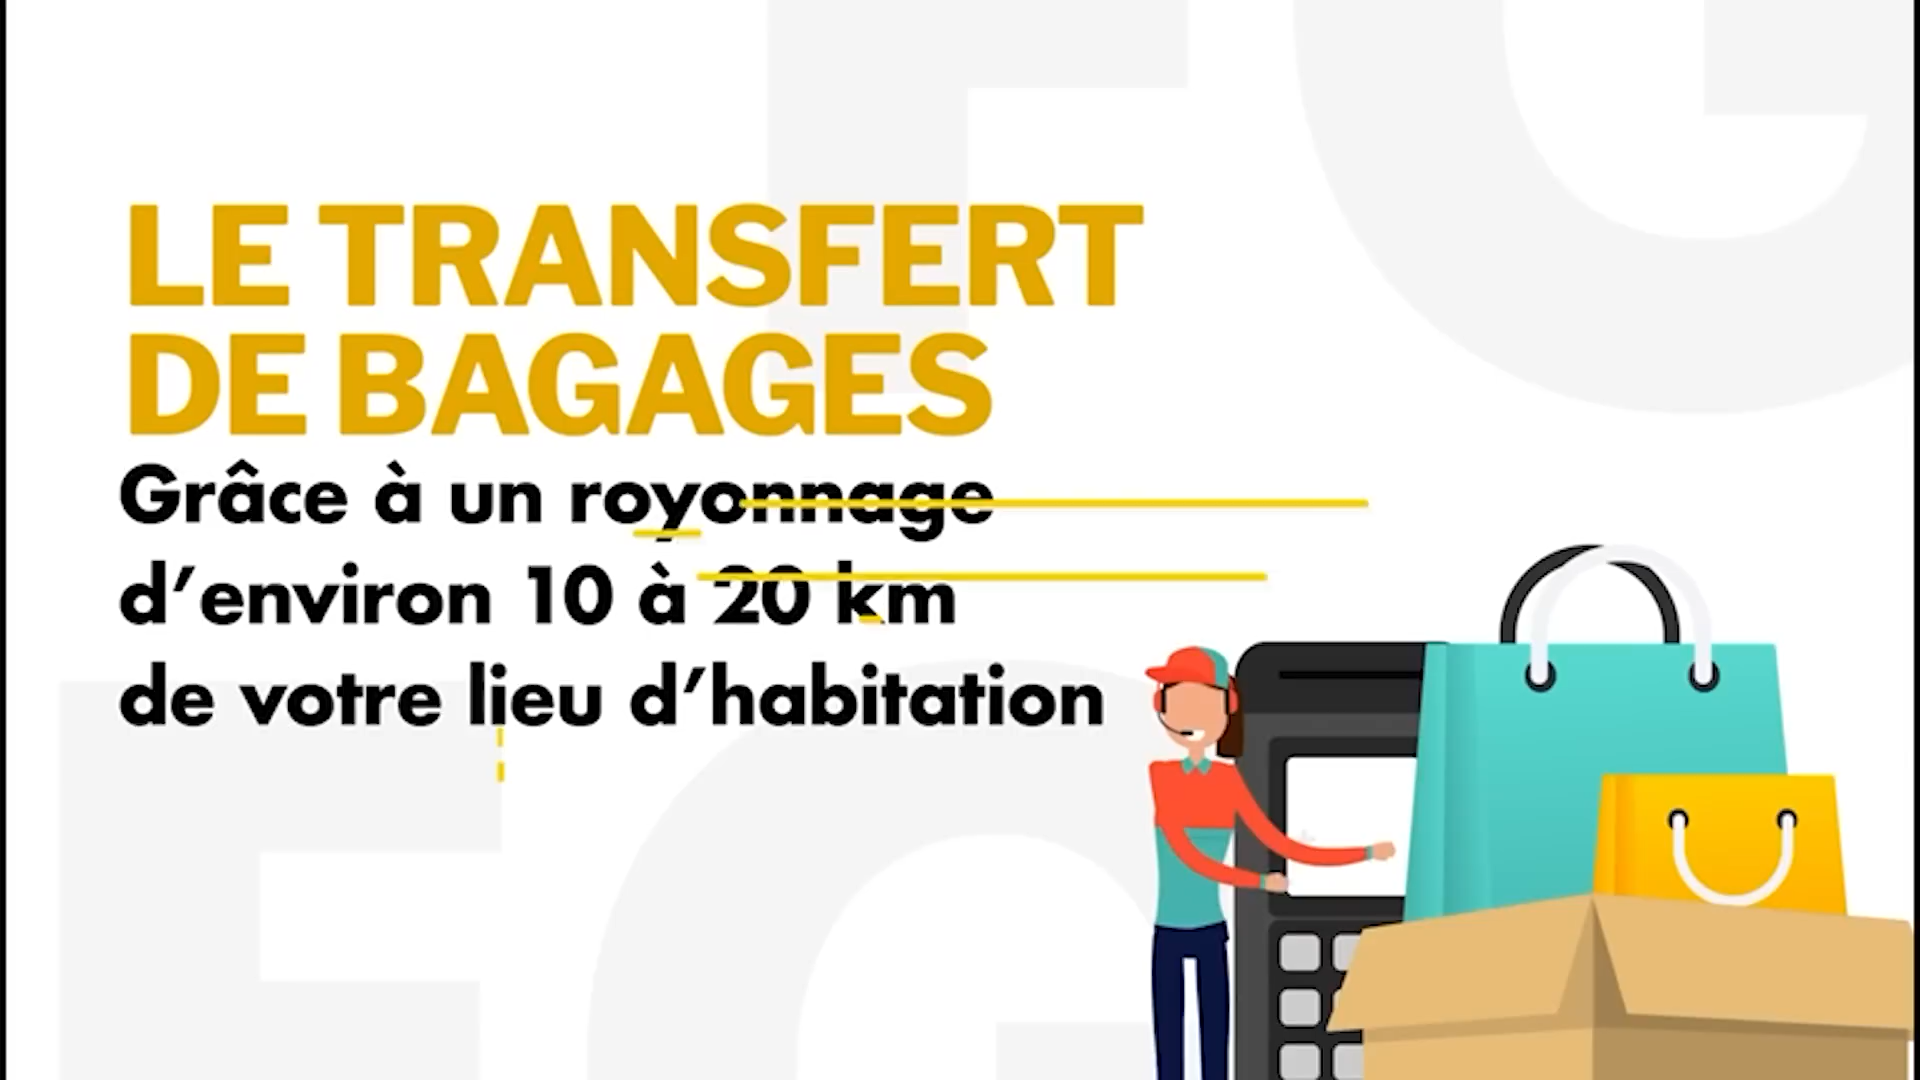 LE TRANSFERT
DE BAGAGES
Grâce à un royonnage
d’environ 10 à 20 km
de votre lieu d’habitation